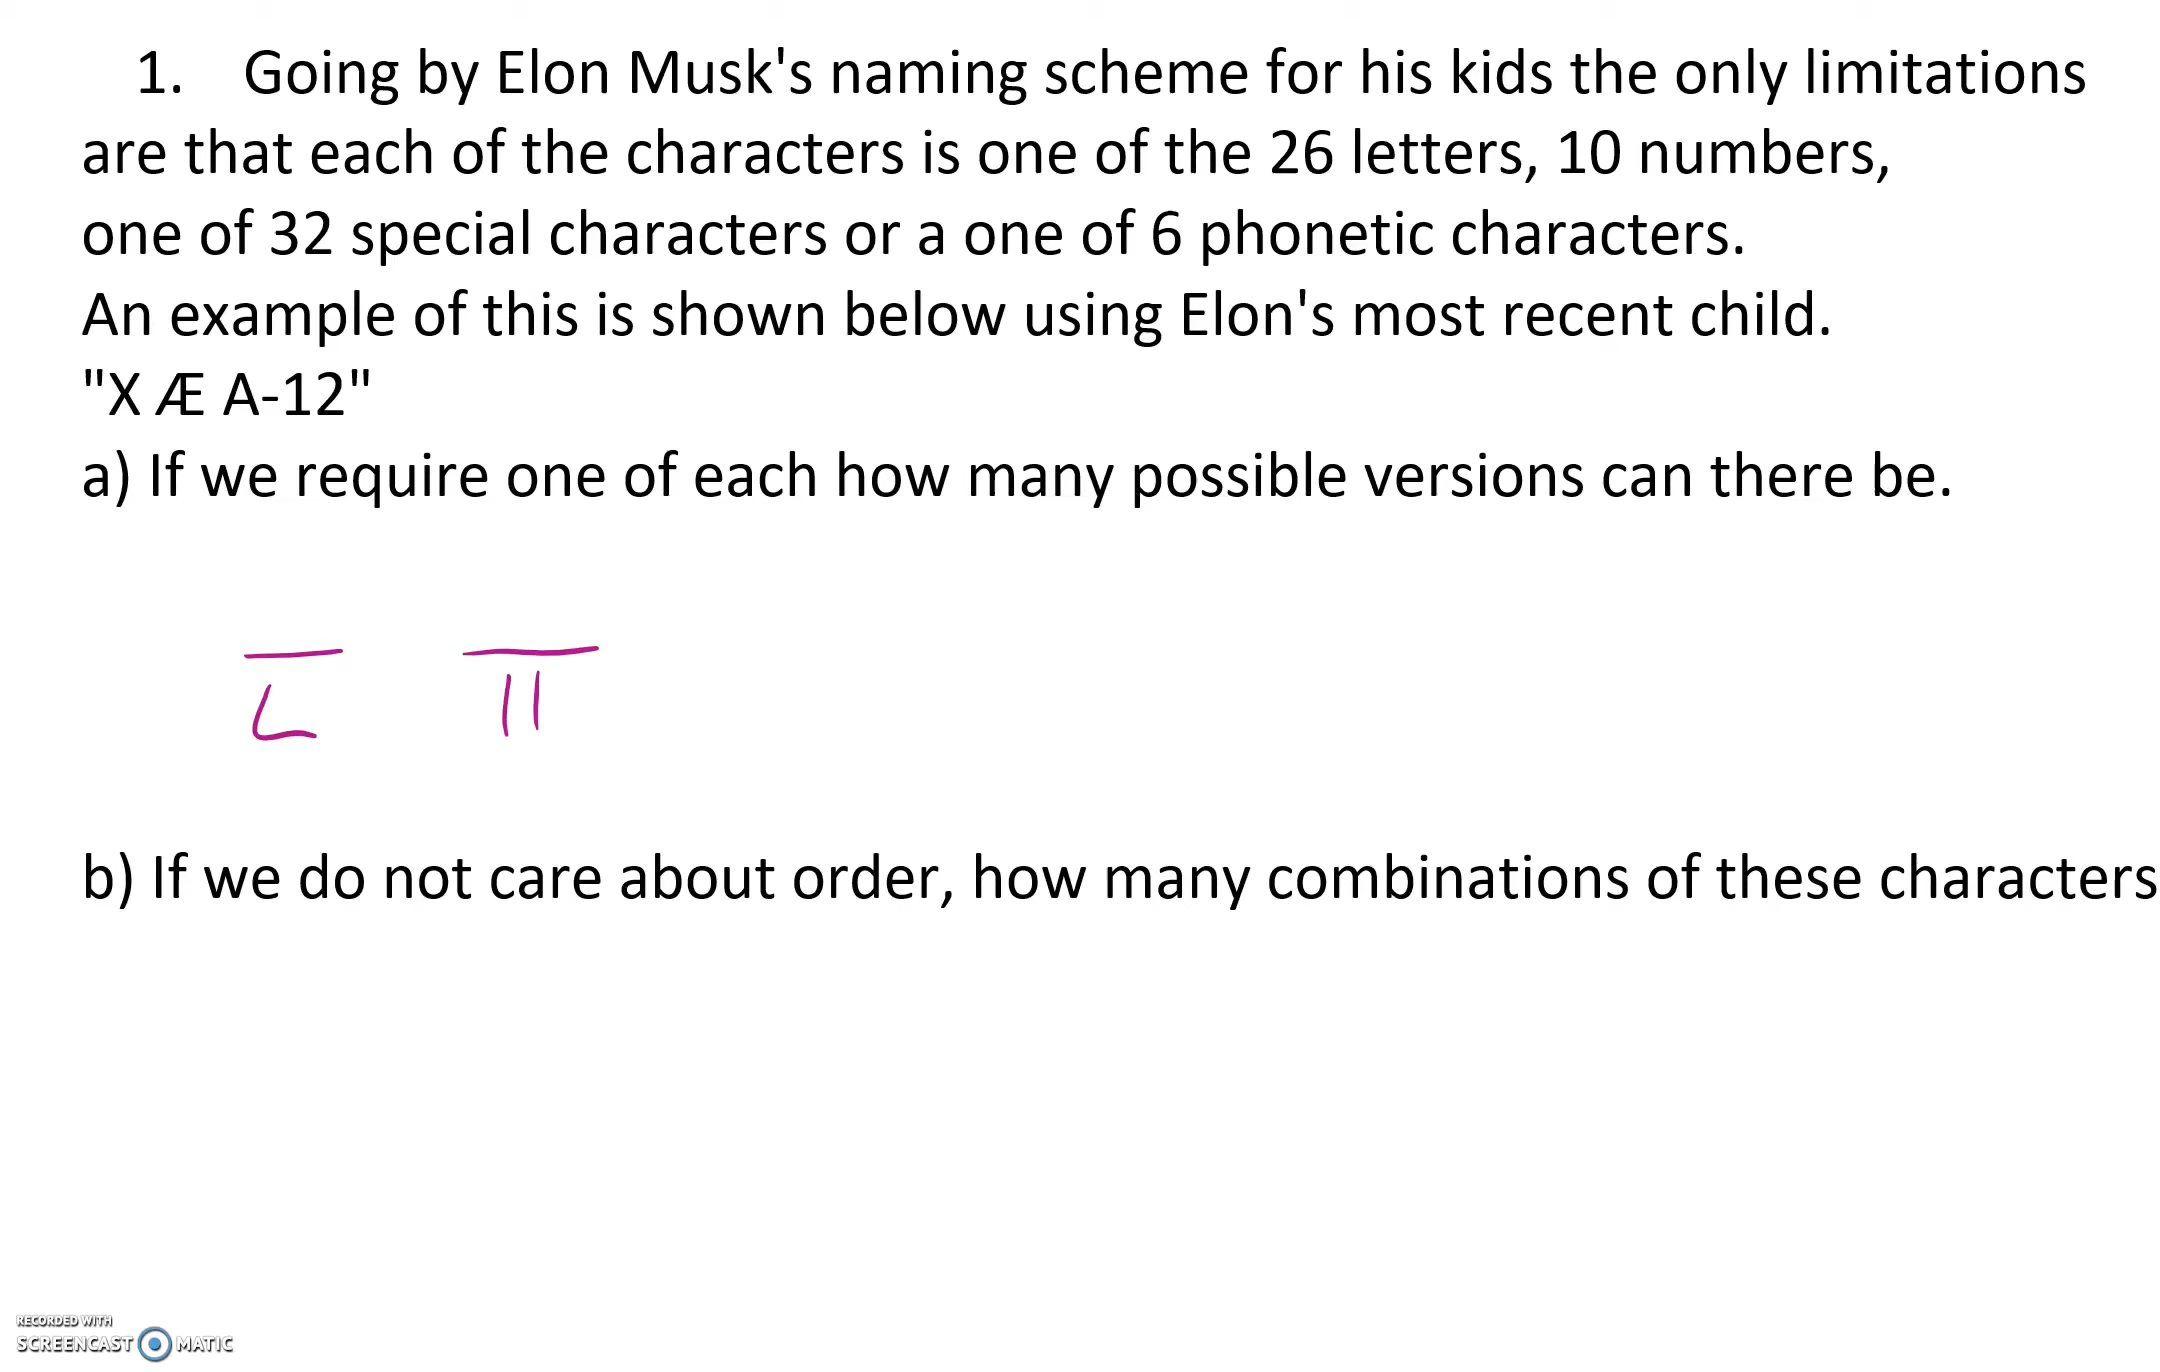 1. Going by Elon Musk's naming scheme for his kids the only limitations
are that each of the characters is one of the 26 letters, 10 numbers,
one of 32 special characters or a one of 6 phonetic characters.
An example of this is shown below using Elon's most recent child.
"X Æ A-12"
a) If we require one of each how many possible versions can there be.
L
b) If we do not care about order, how many combinations of these characters
RECORDED WITH
SCREENCAST MATIC